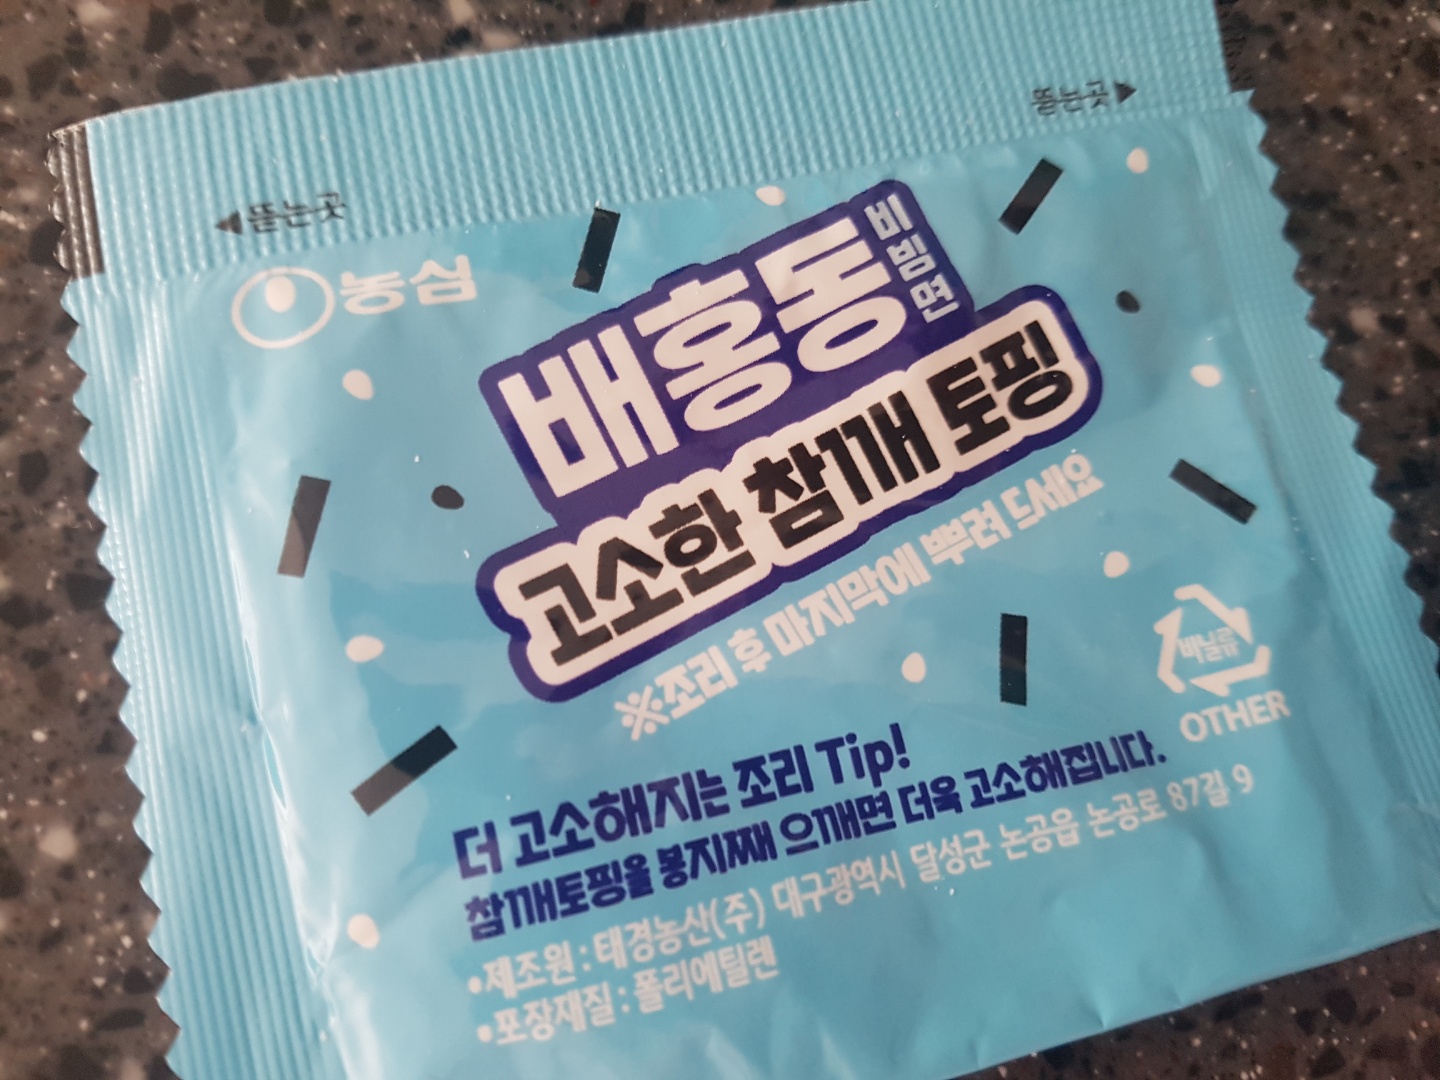 뜯는곳▶
◀뜯는곳
농심
배홍동
비빔면
고소한 참깨 토핑
※조리 후 마지막에 뿌려 드세요
비닐류
OTHER
더 고소해지는 조리 Tip!
참깨토핑을 봉지째 으깨면 더욱 고소해집니다.
•제조원 : 태경농산(주) 대구광역시 달성군 논공읍 논공로 87길 9
•포장재질 : 폴리에틸렌